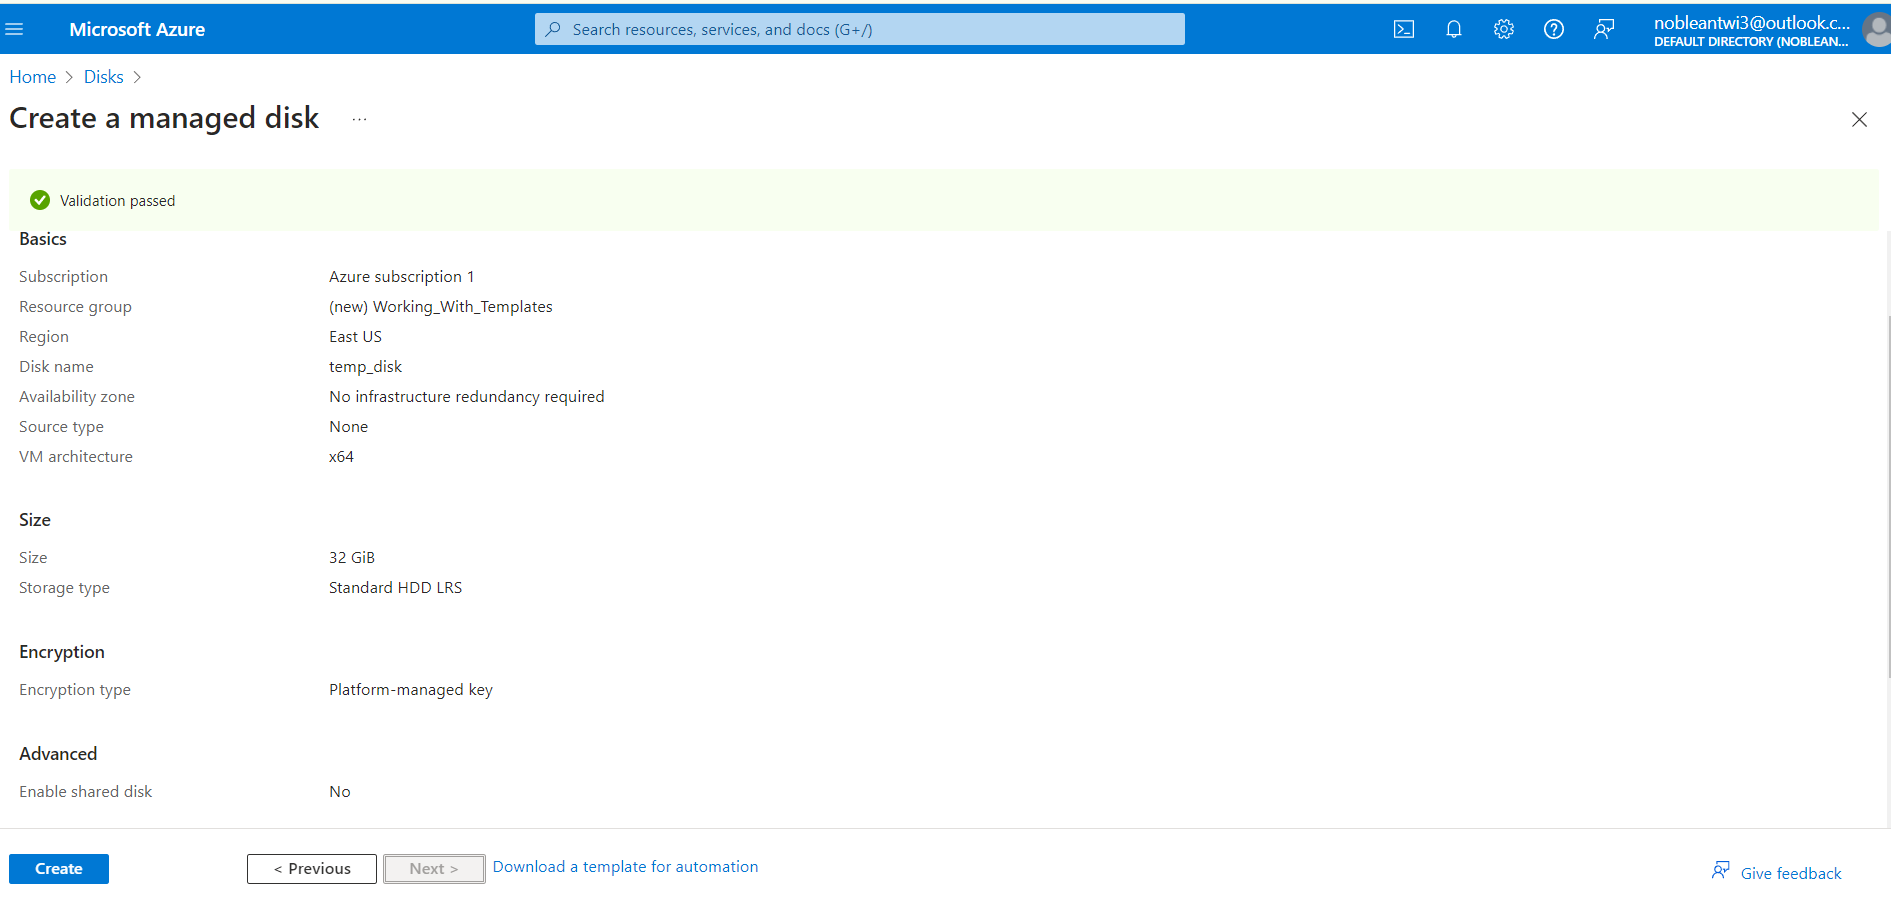 Microsoft Azure
Search resources, services, and docs (G+/)
nobleantwi3@outlook.c...
DEFAULT DIRECTORY (NOBLEAN...
Home > Disks >
Create a managed disk ...
Validation passed
Basics
Subscription Azure subscription 1
Resource group (new) Working_With_Templates
Region East US
Disk name temp_disk
Availability zone No infrastructure redundancy required
Source type None
VM architecture x64
Size
Size 32 GiB
Storage type Standard HDD LRS
Encryption
Encryption type Platform-managed key
Advanced
Enable shared disk No
Create < Previous Next > Download a template for automation Give feedback